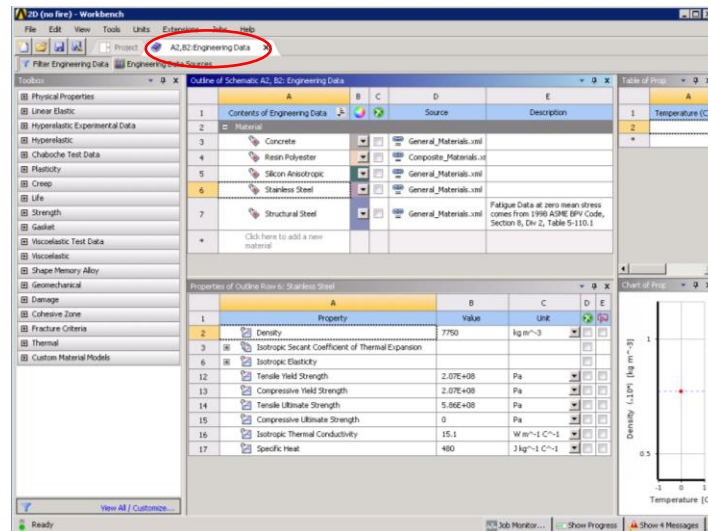 2D (no fire) - Workbench
File Edit View Tools Units Extensions Jobs Help
Project A2,B2:Engineering Data X
Filter Engineering Data Engineering Data Sources
Toolbox
Physical Properties
Linear Elastic
Hyperelastic Experimental Data
Hyperelastic
Chaboche Test Data
Plasticity
Creep
Life
Strength
Gasket
Viscoelastic Test Data
Viscoelastic
Shape Memory Alloy
Geomechanical
Damage
Cohesive Zone
Fracture Criteria
Thermal
Custom Material Models
View All / Customize...
Outline of Schematic A2, B2: Engineering Data
A B C D E
1 Contents of Engineering Data Source Description
2 Material
3 Concrete General_Materials.xml
4 Resin Polyester Composite_Materials.xml
5 Silicon Anisotropic General_Materials.xml
6 Stainless Steel General_Materials.xml
7 Structural Steel General_Materials.xml Fatigue Data at zero mean stress
comes from 1998 ASME BPV Code,
Section 8, Div 2, Table 5-110.1
* Click here to add a new
material
Properties of Outline Row 6: Stainless Steel
A B C D E
1 Property Value Unit
2 Density 7750 kg m^-3
3 Isotropic Secant Coefficient of Thermal Expansion
6 Isotropic Elasticity
12 Tensile Yield Strength 2.07E+08 Pa
13 Compressive Yield Strength 2.07E+08 Pa
14 Tensile Ultimate Strength 5.86E+08 Pa
15 Compressive Ultimate Strength 0 Pa
16 Isotropic Thermal Conductivity 15.1 W m^-1 C^-1
17 Specific Heat 480 J kg^-1 C^-1
Table of Prop
A
1 Temperature (C
2
*
Chart of Prop
Density (.10⁴) [kg m^-3]
1
0.5
-1 0 1
Temperature [C
Ready
Job Monitor... Show Progress Show 4 Messages